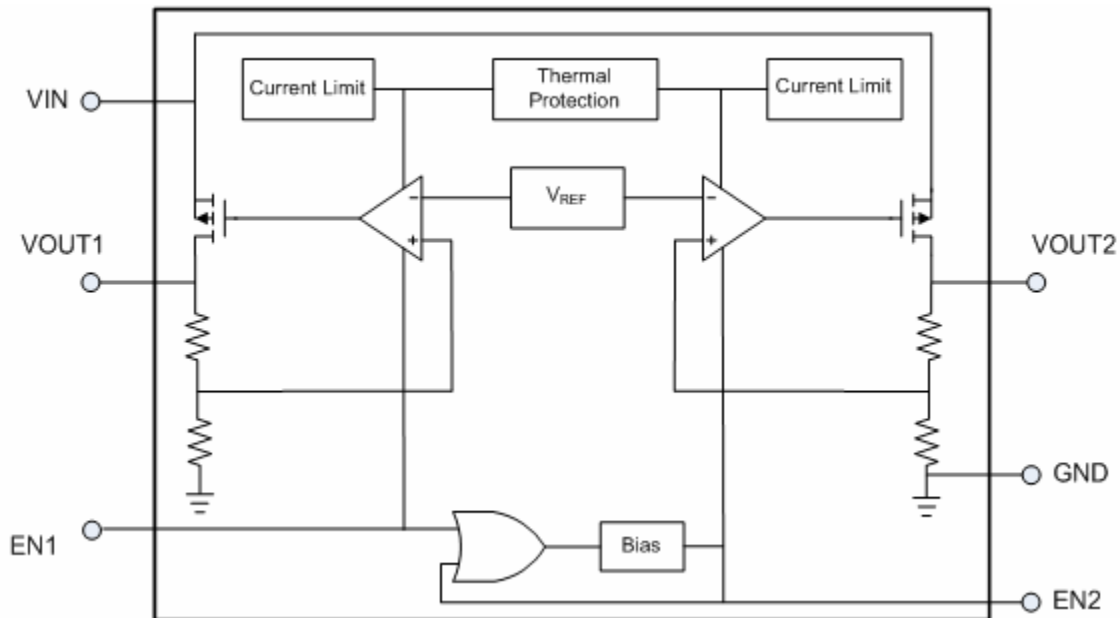 Current Limit
Thermal
Protection
Current Limit
VIN
VREF
-
-
+
+
VOUT1
VOUT2
GND
EN1
Bias
EN2